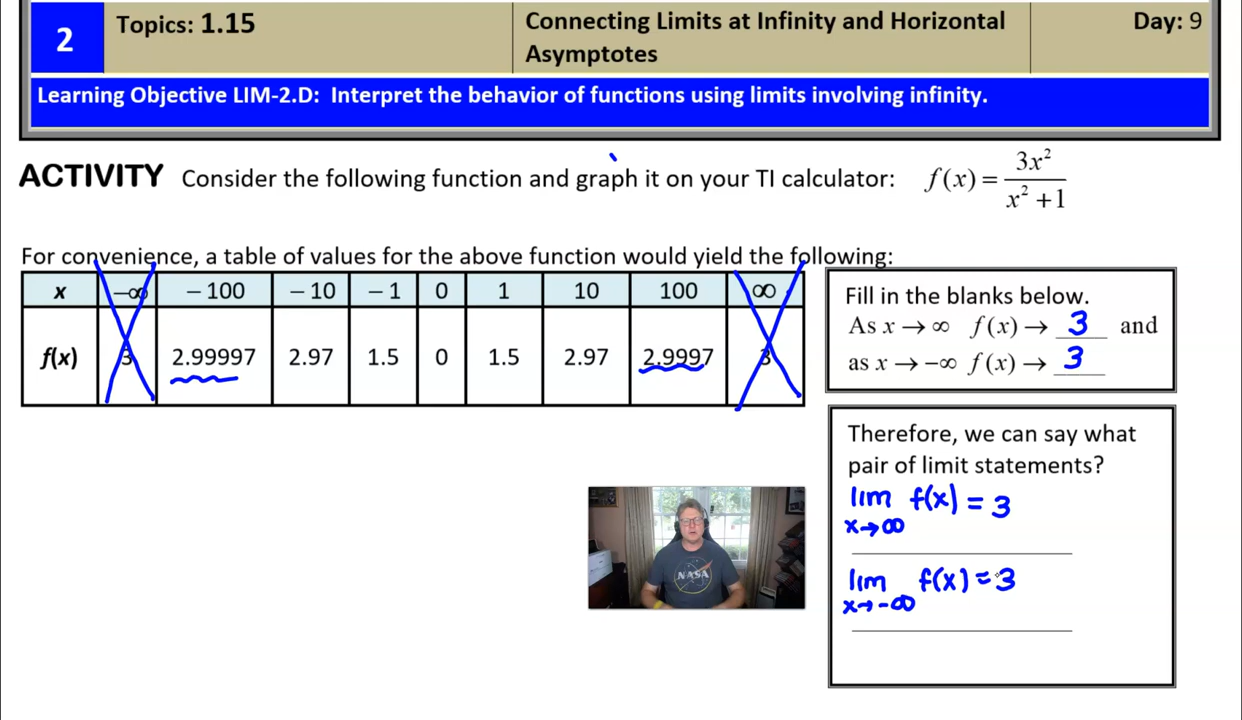 2
Topics: 1.15
Connecting Limits at Infinity and Horizontal
Asymptotes
Day: 9
Learning Objective LIM-2.D: Interpret the behavior of functions using limits involving infinity.
ACTIVITY Consider the following function and graph it on your TI calculator: f(x) = 3x² / x² + 1
For convenience, a table of values for the above function would yield the following:
x −∞ − 100 − 10 − 1 0 1 10 100 ∞
f(x) 3 2.99997 2.97 1.5 0 1.5 2.97 2.9997 3
Fill in the blanks below.
As x → ∞ f(x) → 3 and
as x → −∞ f(x) → 3
Therefore, we can say what
pair of limit statements?
lim f(x) = 3
x→∞
lim f(x) = 3
x→-∞
NASA